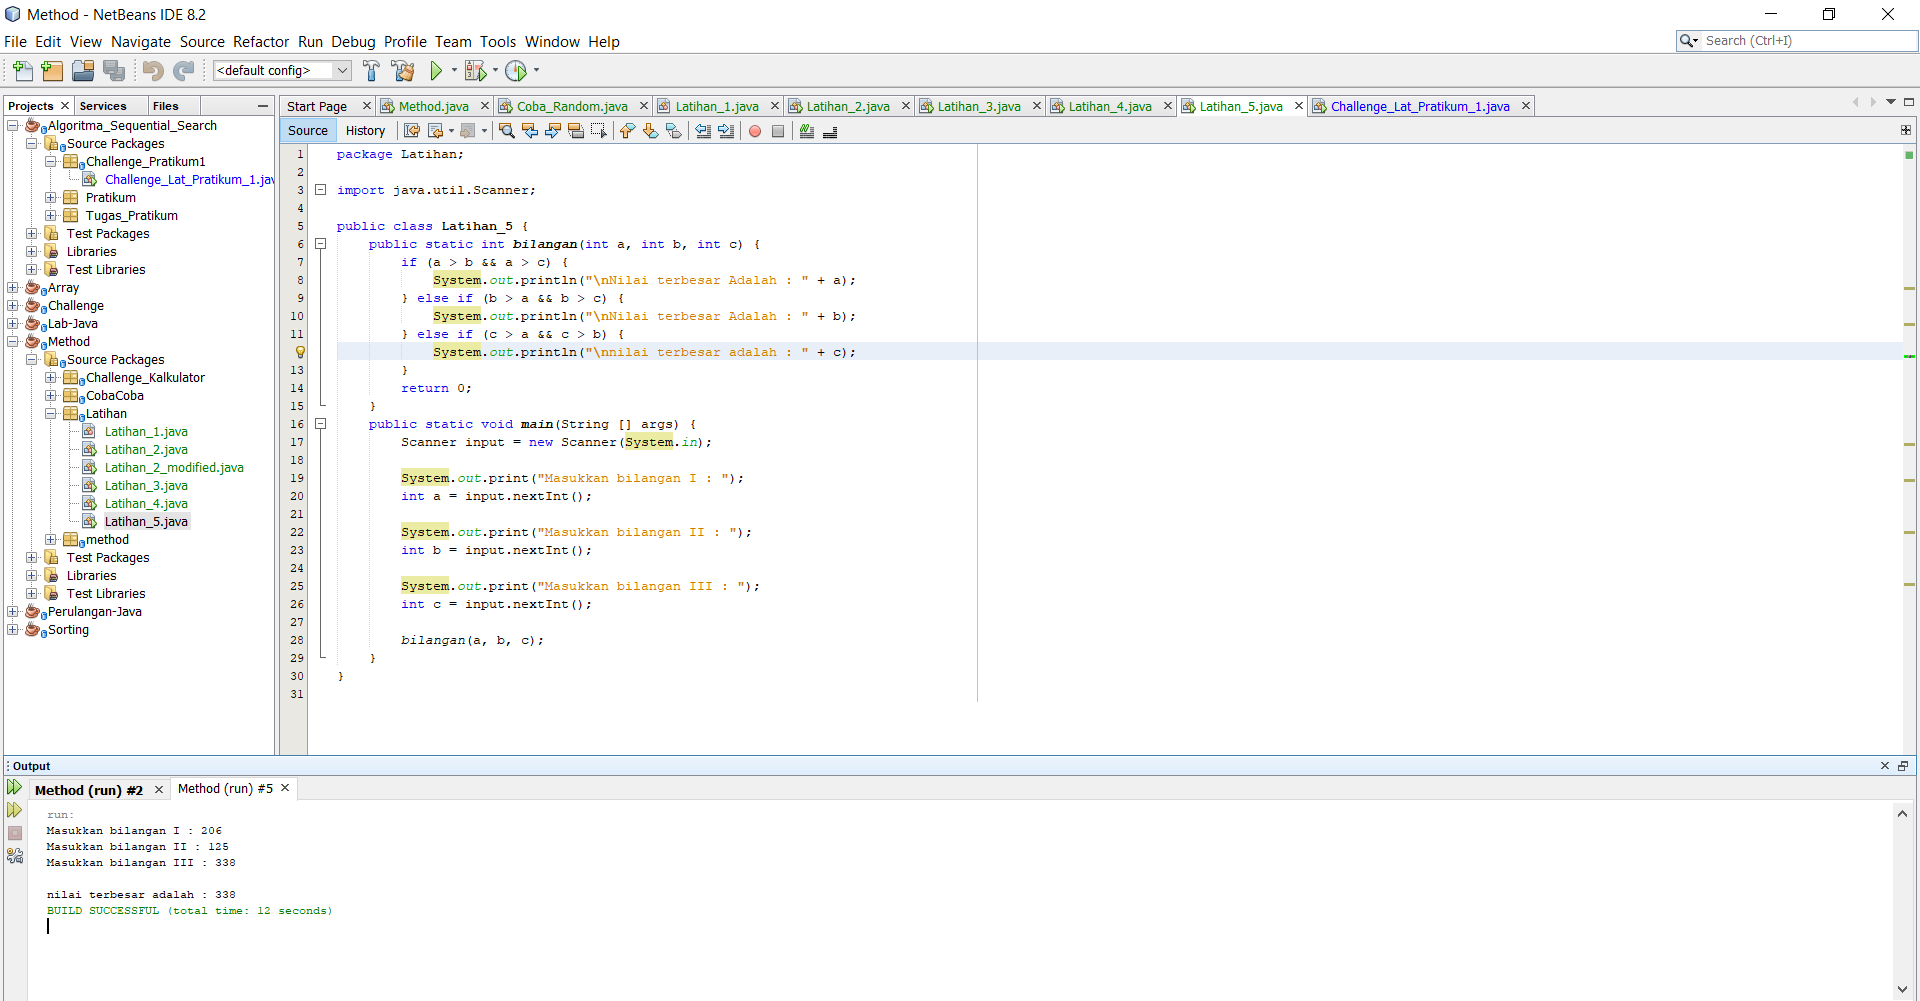 Method - NetBeans IDE 8.2
File Edit View Navigate Source Refactor Run Debug Profile Team Tools Window Help
Search (Ctrl+I)
<default config>
Projects Services Files
Algoritma_Sequential_Search
Source Packages
Challenge_Pratikum1
Challenge_Lat_Pratikum_1.jav
Pratikum
Tugas_Pratikum
Test Packages
Libraries
Test Libraries
Array
Challenge
Lab-Java
Method
Source Packages
Challenge_Kalkulator
CobaCoba
Latihan
Latihan_1.java
Latihan_2.java
Latihan_2_modified.java
Latihan_3.java
Latihan_4.java
Latihan_5.java
method
Test Packages
Libraries
Test Libraries
Perulangan-Java
Sorting
Start Page Method.java Coba_Random.java Latihan_1.java Latihan_2.java Latihan_3.java Latihan_4.java Latihan_5.java Challenge_Lat_Pratikum_1.java
Source History
1 package Latihan;
2
3 import java.util.Scanner;
4
5 public class Latihan_5 {
6 public static int bilangan(int a, int b, int c) {
7 if (a > b && a > c) {
8 System.out.println("\nNilai terbesar Adalah : " + a);
9 } else if (b > a && b > c) {
10 System.out.println("\nNilai terbesar Adalah : " + b);
11 } else if (c > a && c > b) {
System.out.println("\nnilai terbesar adalah : " + c);
13 }
14 return 0;
15 }
16 public static void main(String [] args) {
17 Scanner input = new Scanner(System.in);
18
19 System.out.print("Masukkan bilangan I : ");
20 int a = input.nextInt();
21
22 System.out.print("Masukkan bilangan II : ");
23 int b = input.nextInt();
24
25 System.out.print("Masukkan bilangan III : ");
26 int c = input.nextInt();
27
28 bilangan(a, b, c);
29 }
30 }
31
Output
Method (run) #2 Method (run) #5
run:
Masukkan bilangan I : 206
Masukkan bilangan II : 125
Masukkan bilangan III : 338
nilai terbesar adalah : 338
BUILD SUCCESSFUL (total time: 12 seconds)